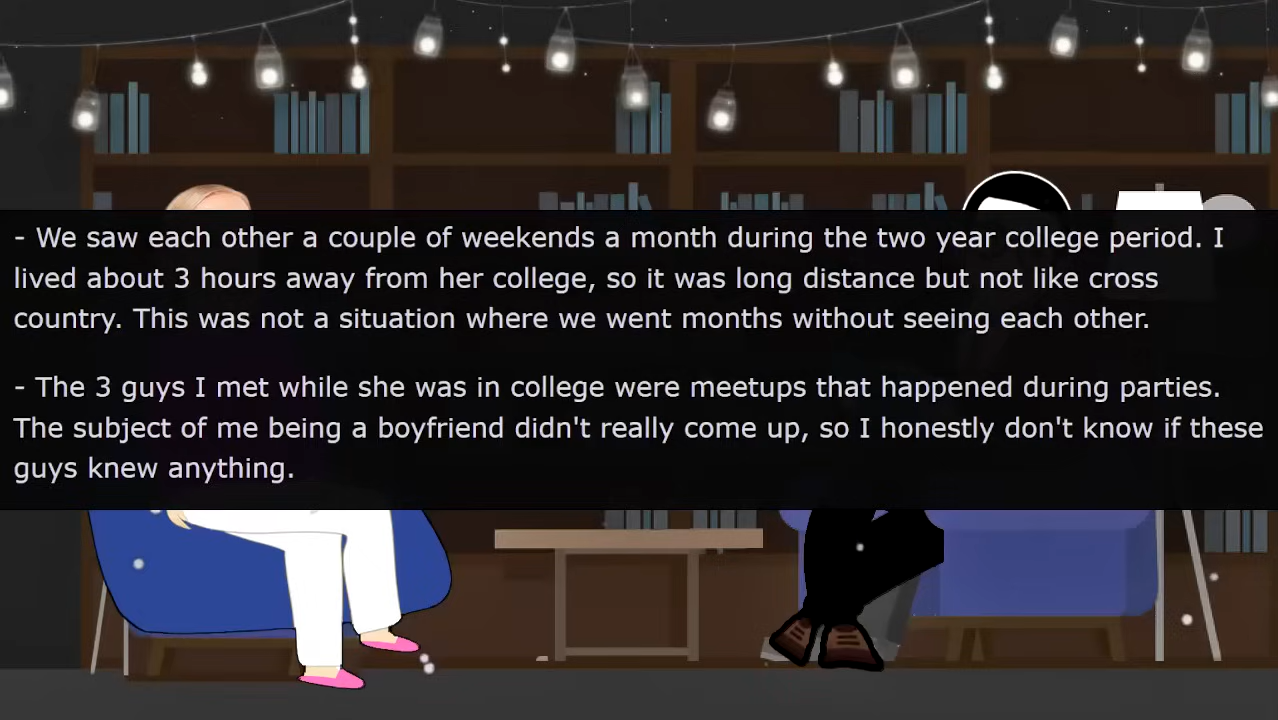 - We saw each other a couple of weekends a month during the two year college period. I
lived about 3 hours away from her college, so it was long distance but not like cross
country. This was not a situation where we went months without seeing each other.
- The 3 guys I met while she was in college were meetups that happened during parties.
The subject of me being a boyfriend didn't really come up, so I honestly don't know if these
guys knew anything.